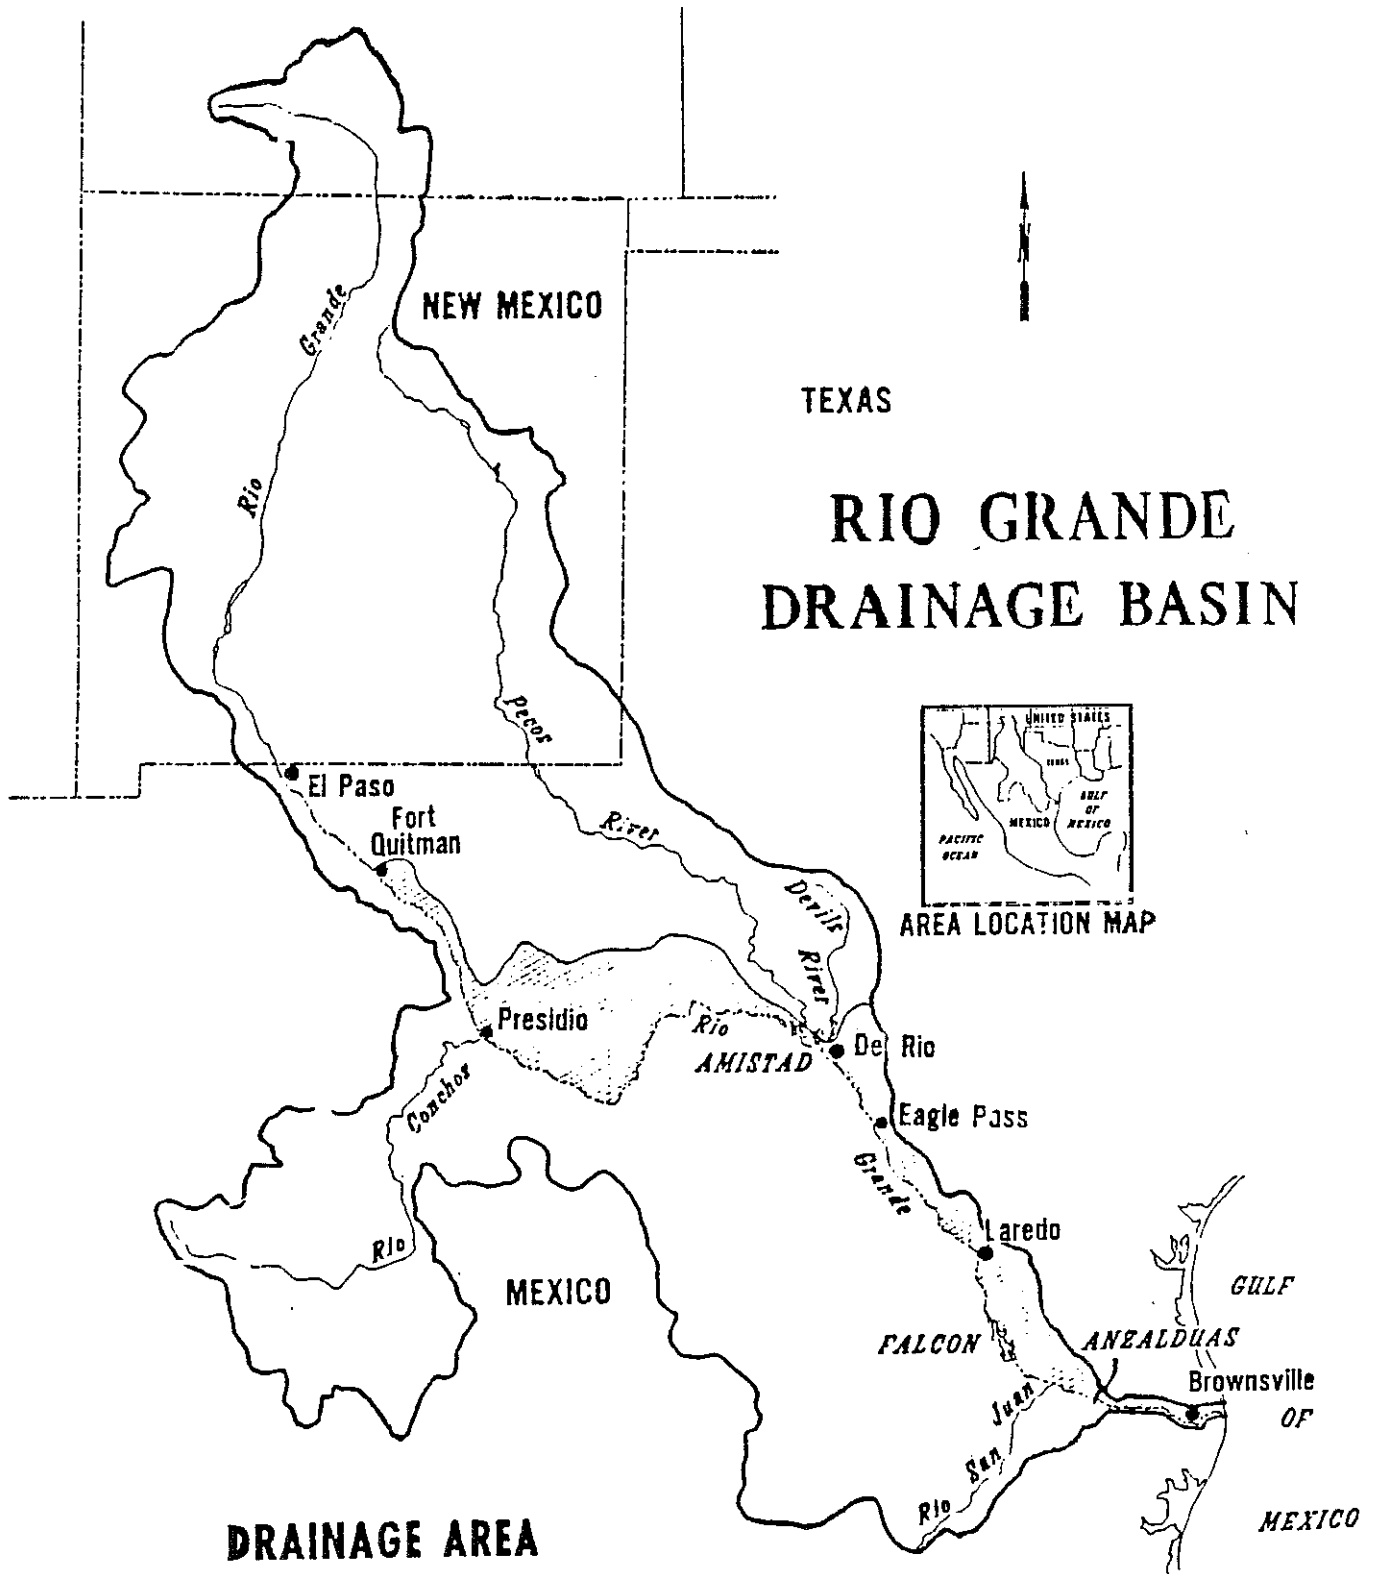 NEW MEXICO
Grande
Rio
TEXAS
RIO GRANDE
DRAINAGE BASIN
N
Pecos
River
El Paso
Fort
Quitman
UNITED STATES
TEXAS
MEXICO
GULF
OF
MEXICO
PACIFIC
OCEAN
AREA LOCATION MAP
Devils
River
Presidio
Rio
AMISTAD
De Rio
Conchos
Rio
Eagle Pass
Grande
Laredo
MEXICO
FALCON
ANZALDUAS
Brownsville
GULF
OF
MEXICO
Juan
San
Rio
DRAINAGE AREA